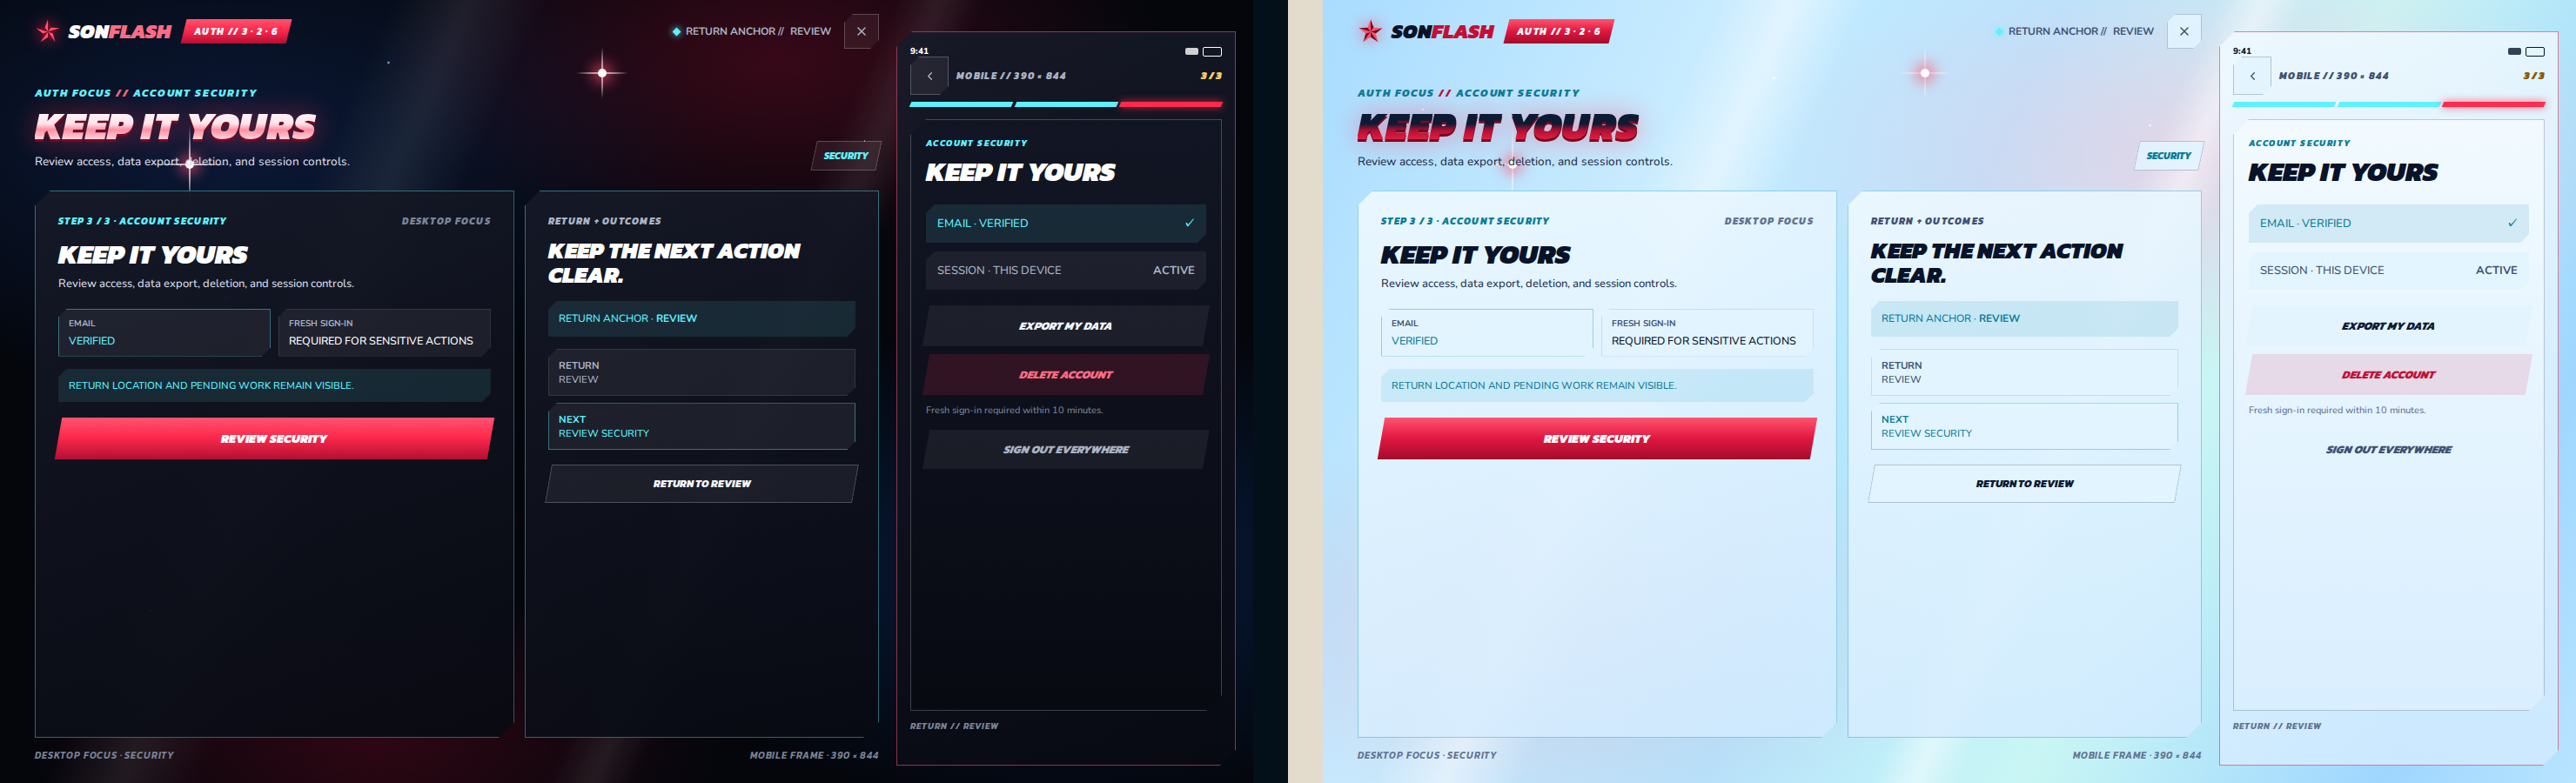 SONFLASH
AUTH // 3 · 2 · 6
RETURN ANCHOR // REVIEW
×
AUTH FOCUS // ACCOUNT SECURITY
KEEP IT YOURS
Review access, data export, deletion, and session controls.
SECURITY
STEP 3 / 3 · ACCOUNT SECURITY
DESKTOP FOCUS
KEEP IT YOURS
Review access, data export, deletion, and session controls.
EMAIL
VERIFIED
FRESH SIGN-IN
REQUIRED FOR SENSITIVE ACTIONS
RETURN LOCATION AND PENDING WORK REMAIN VISIBLE.
REVIEW SECURITY
RETURN + OUTCOMES
KEEP THE NEXT ACTION
CLEAR.
RETURN ANCHOR · REVIEW
RETURN
REVIEW
NEXT
REVIEW SECURITY
RETURN TO REVIEW
DESKTOP FOCUS · SECURITY
MOBILE FRAME · 390 × 844
9:41
MOBILE // 390 × 844
3/3
ACCOUNT SECURITY
KEEP IT YOURS
EMAIL · VERIFIED ✓
SESSION · THIS DEVICE ACTIVE
EXPORT MY DATA
DELETE ACCOUNT
Fresh sign-in required within 10 minutes.
SIGN OUT EVERYWHERE
RETURN // REVIEW
SONFLASH
AUTH // 3 · 2 · 6
RETURN ANCHOR // REVIEW
×
AUTH FOCUS // ACCOUNT SECURITY
KEEP IT YOURS
Review access, data export, deletion, and session controls.
SECURITY
STEP 3 / 3 · ACCOUNT SECURITY
DESKTOP FOCUS
KEEP IT YOURS
Review access, data export, deletion, and session controls.
EMAIL
VERIFIED
FRESH SIGN-IN
REQUIRED FOR SENSITIVE ACTIONS
RETURN LOCATION AND PENDING WORK REMAIN VISIBLE.
REVIEW SECURITY
RETURN + OUTCOMES
KEEP THE NEXT ACTION
CLEAR.
RETURN ANCHOR · REVIEW
RETURN
REVIEW
NEXT
REVIEW SECURITY
RETURN TO REVIEW
DESKTOP FOCUS · SECURITY
MOBILE FRAME · 390 × 844
9:41
MOBILE // 390 × 844
3/3
ACCOUNT SECURITY
KEEP IT YOURS
EMAIL · VERIFIED ✓
SESSION · THIS DEVICE ACTIVE
EXPORT MY DATA
DELETE ACCOUNT
Fresh sign-in required within 10 minutes.
SIGN OUT EVERYWHERE
RETURN // REVIEW